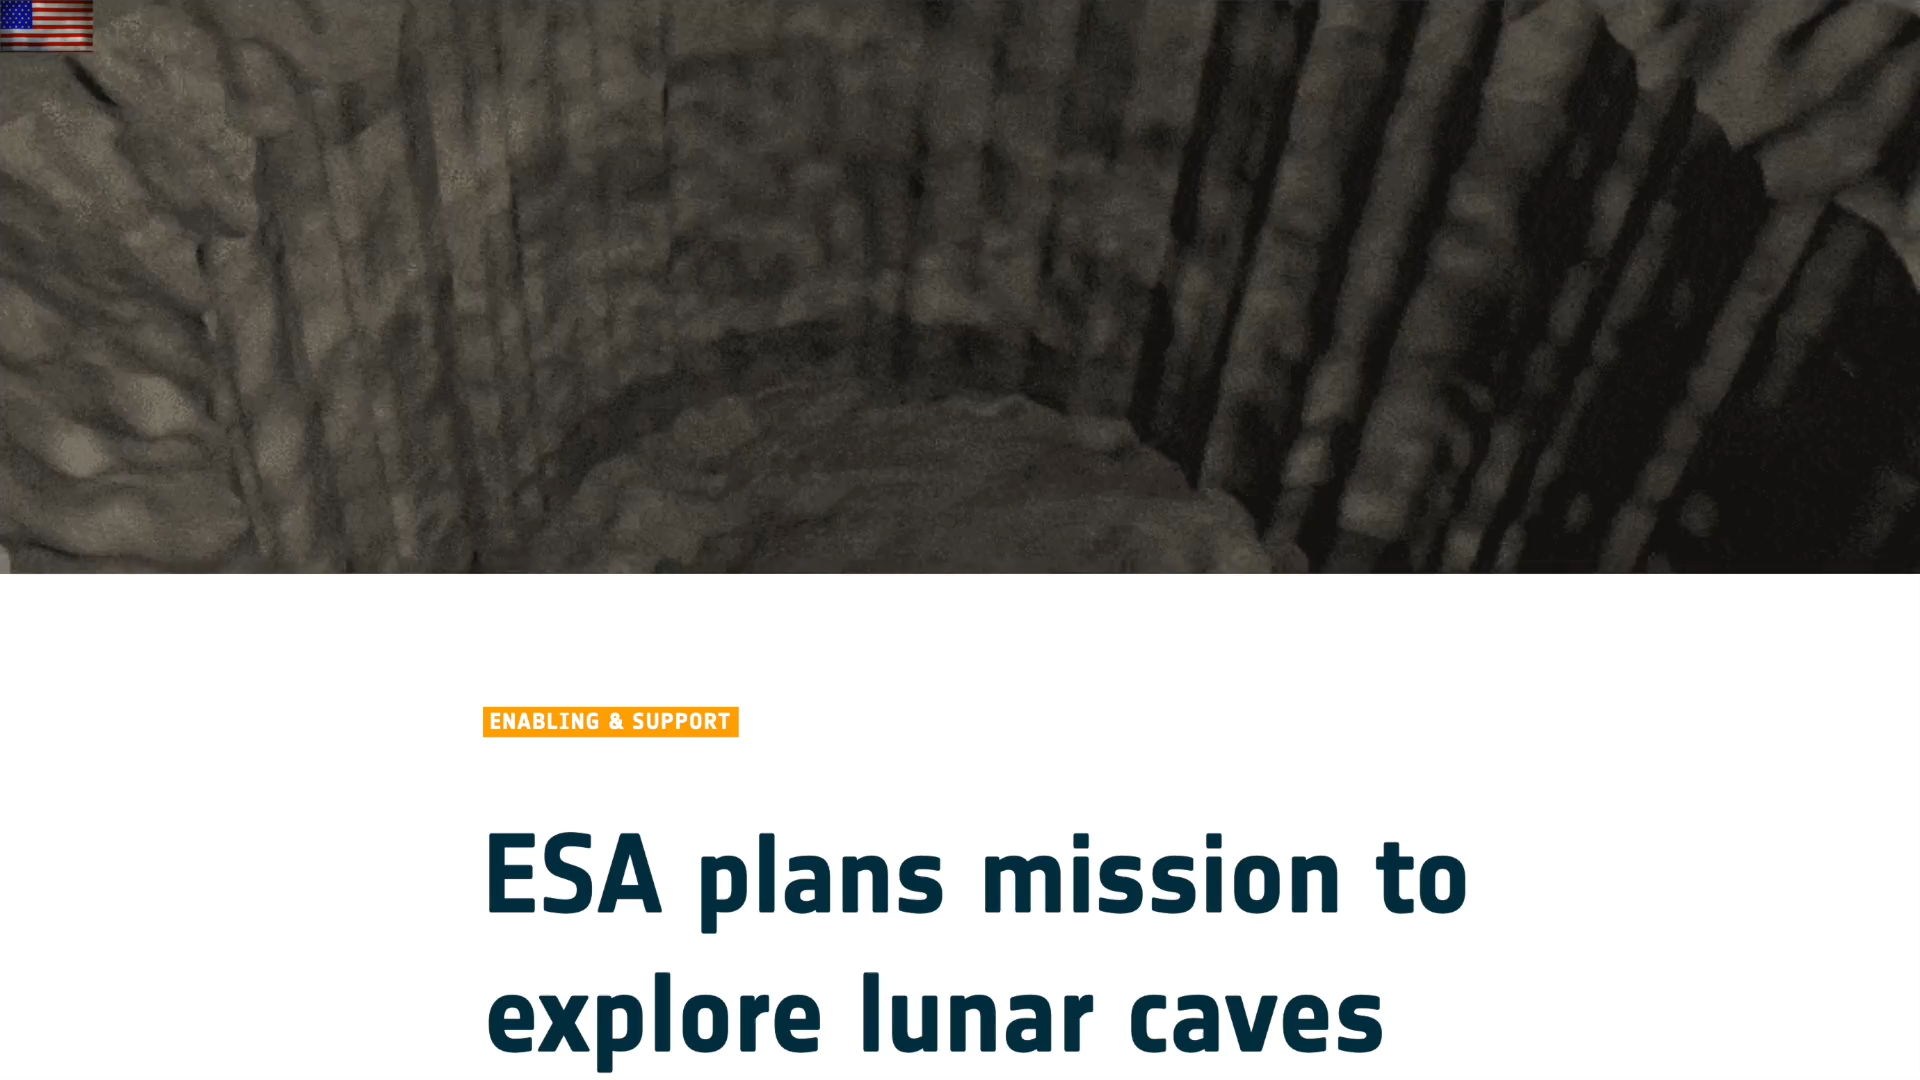 ENABLING & SUPPORT
ESA plans mission to
explore lunar caves